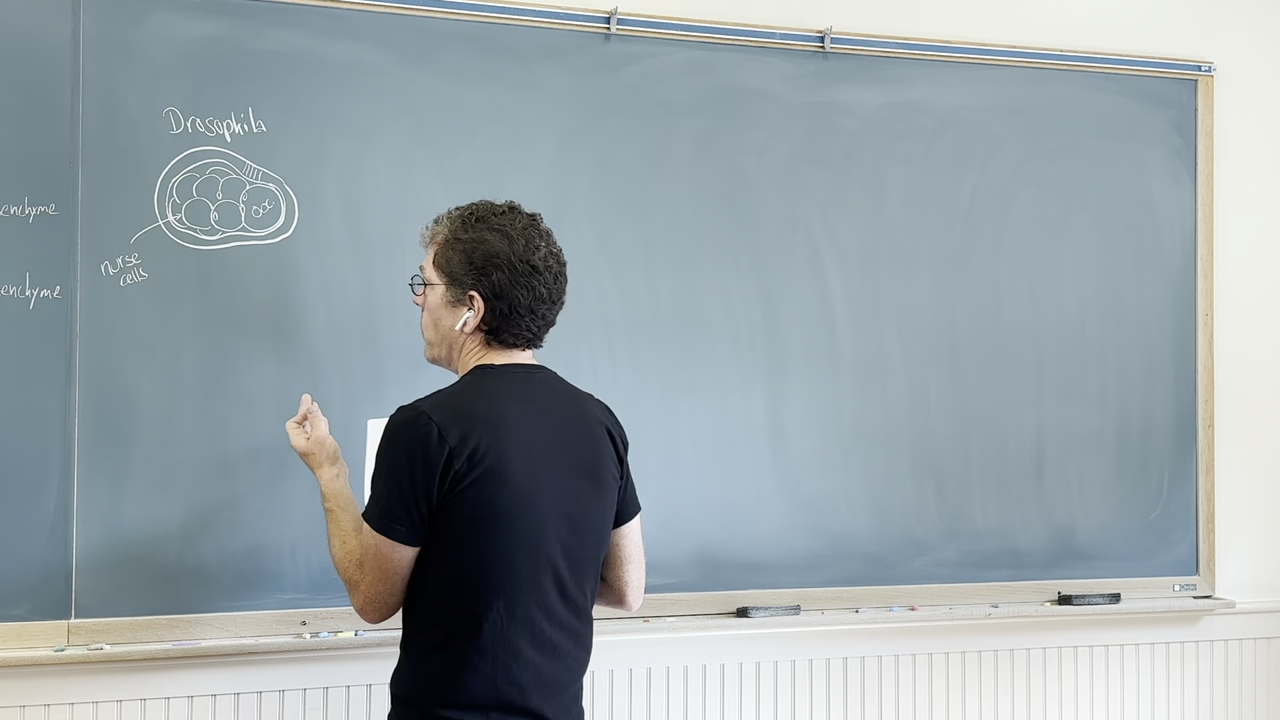 enchyme
enchyme
Drosophila
ooc
nurse
cells